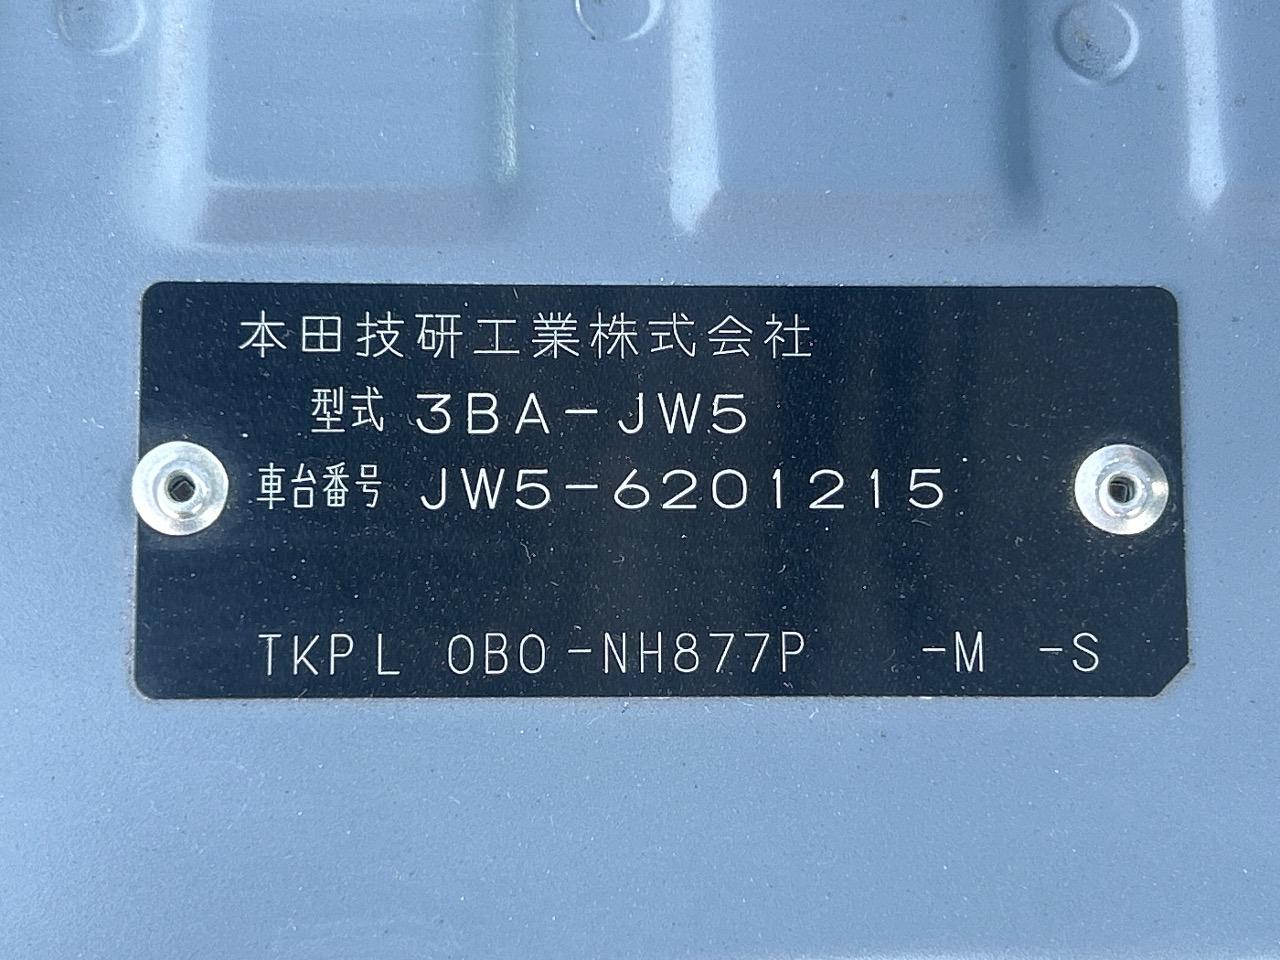 本田技研工業株式会社
型式 3BA-JW5
車台番号 JW5-6201215
TKPL 0B0-NH877P -M -S